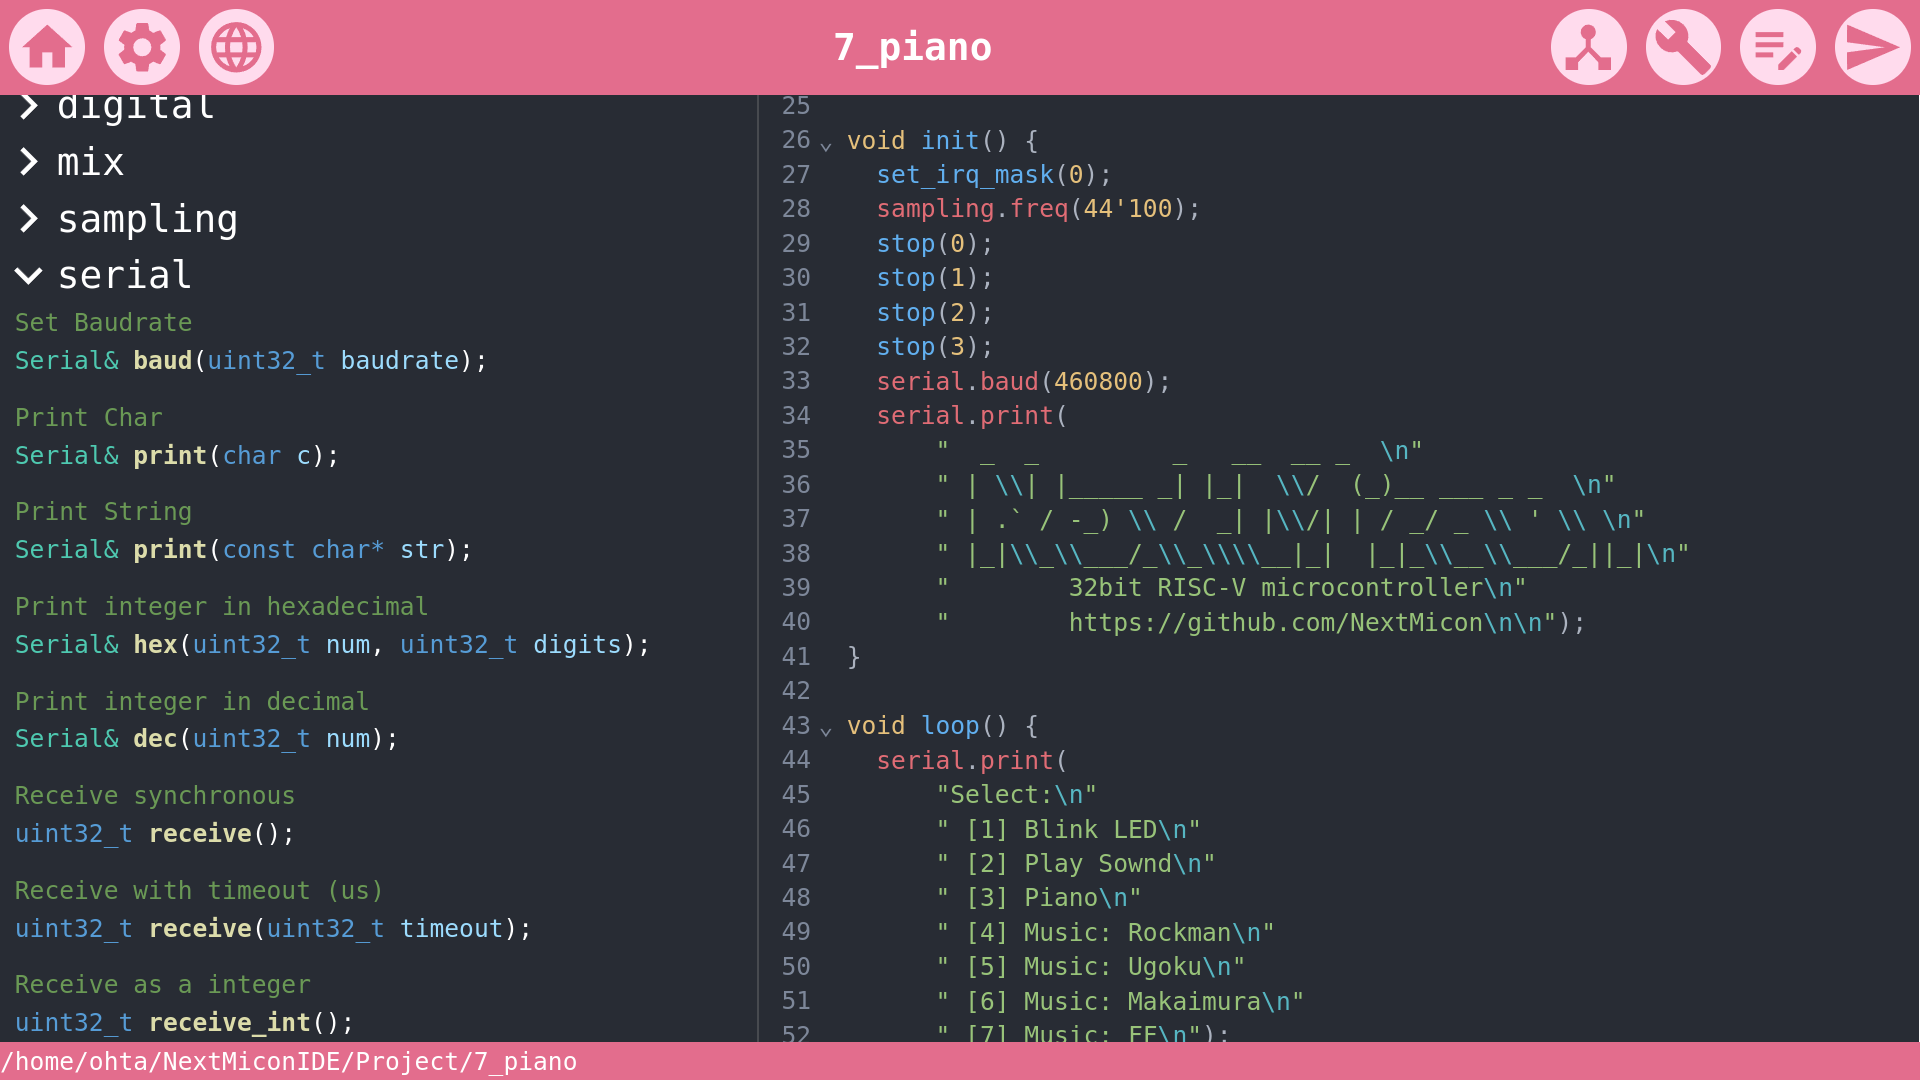 7_piano
digital
mix
sampling
serial
Set Baudrate
Serial& baud(uint32_t baudrate);
Print Char
Serial& print(char c);
Print String
Serial& print(const char* str);
Print integer in hexadecimal
Serial& hex(uint32_t num, uint32_t digits);
Print integer in decimal
Serial& dec(uint32_t num);
Receive synchronous
uint32_t receive();
Receive with timeout (us)
uint32_t receive(uint32_t timeout);
Receive as a integer
uint32_t receive_int();
25
26 void init() {
27   set_irq_mask(0);
28   sampling.freq(44'100);
29   stop(0);
30   stop(1);
31   stop(2);
32   stop(3);
33   serial.baud(460800);
34   serial.print(
35       "  _  _         _   __  __ _  \n"
36       " | \\| |_____ _| |_|  \\/  (_)__ ___ _ _  \n"
37       " | .` / -_) \\ /  _| |\\/| | / _/ _ \\ ' \\ \n"
38       " |_|\\_\\___/_\\_\\\\__|_|  |_|_\\__\\___/_||_|\n"
39       "        32bit RISC-V microcontroller\n"
40       "        https://github.com/NextMicon\n\n");
41 }
42
43 void loop() {
44   serial.print(
45       "Select:\n"
46       " [1] Blink LED\n"
47       " [2] Play Sownd\n"
48       " [3] Piano\n"
49       " [4] Music: Rockman\n"
50       " [5] Music: Ugoku\n"
51       " [6] Music: Makaimura\n"
52       " [7] Music: FF\n");
/home/ohta/NextMiconIDE/Project/7_piano